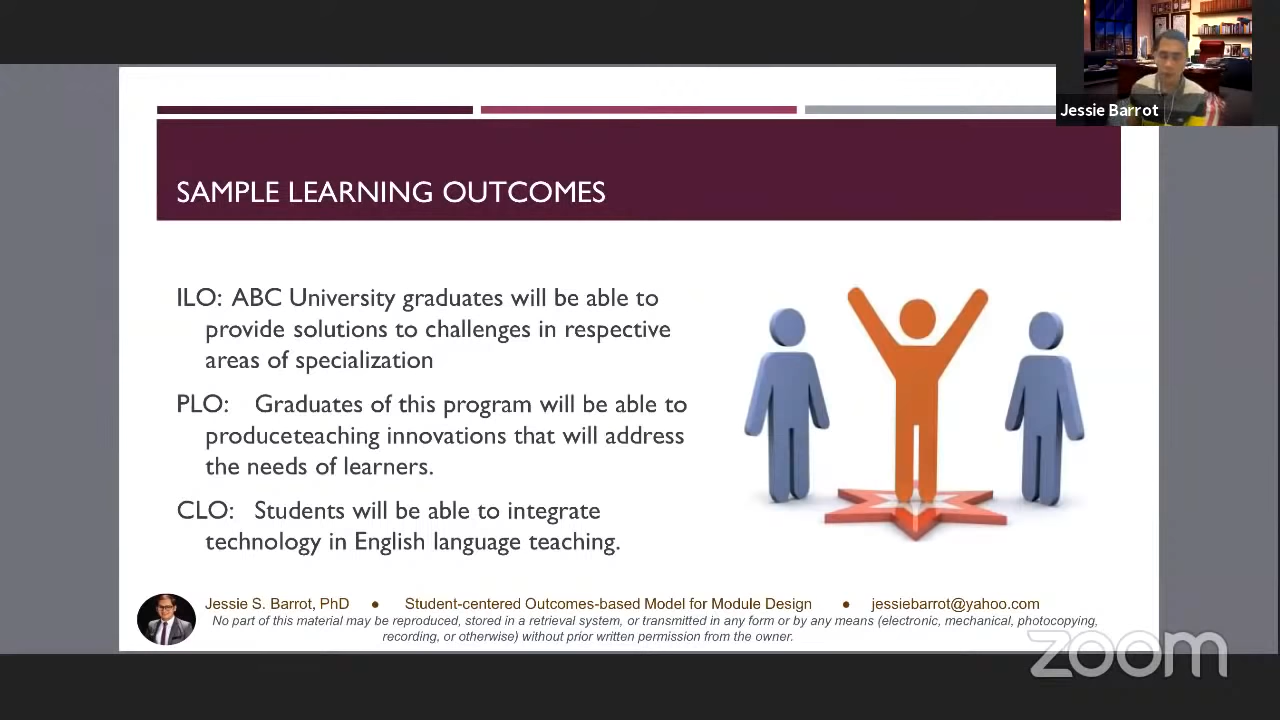 Jessie Barrot
SAMPLE LEARNING OUTCOMES
ILO: ABC University graduates will be able to
provide solutions to challenges in respective
areas of specialization
PLO: Graduates of this program will be able to
produceteaching innovations that will address
the needs of learners.
CLO: Students will be able to integrate
technology in English language teaching.
Jessie S. Barrot, PhD ● Student-centered Outcomes-based Model for Module Design ● jessiebarrot@yahoo.com
No part of this material may be reproduced, stored in a retrieval system, or transmitted in any form or by any means (electronic, mechanical, photocopying,
recording, or otherwise) without prior written permission from the owner.
zoom